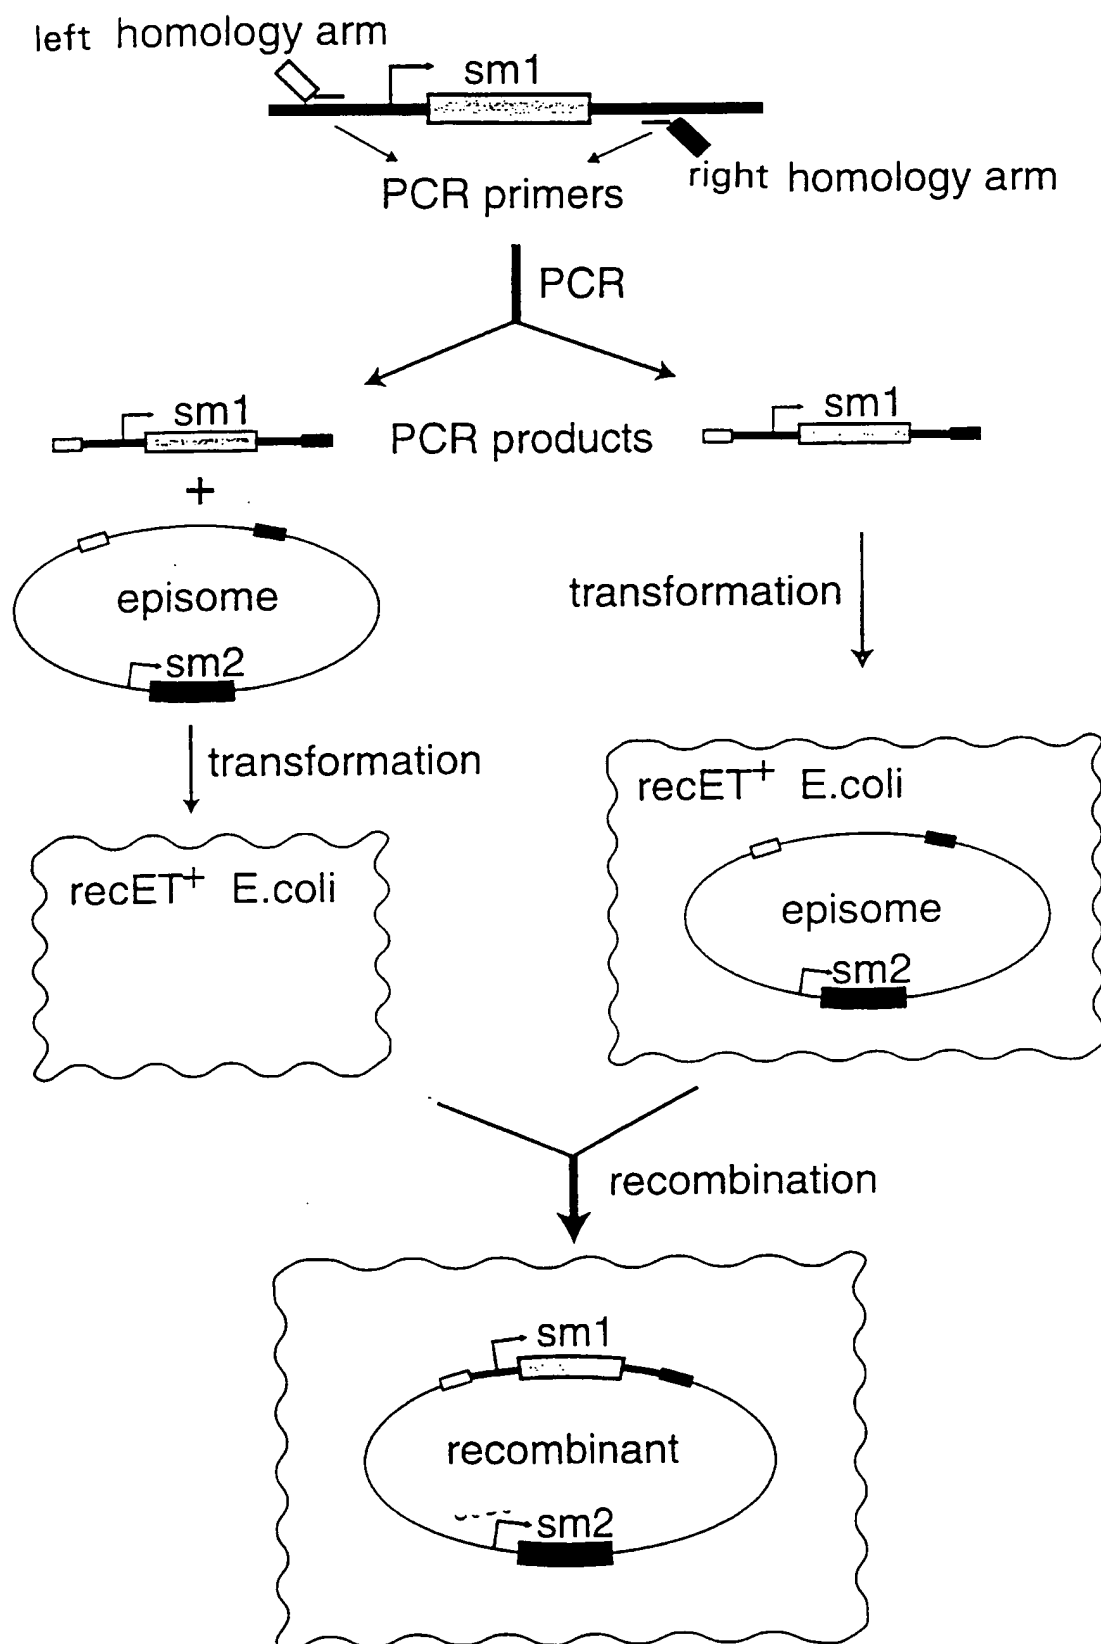 left homology arm
sm1
right homology arm
PCR primers
PCR
sm1
PCR products
sm1
+
episome
sm2
transformation
transformation
recET+ E.coli
recET+ E.coli
episome
sm2
recombination
sm1
recombinant
sm2